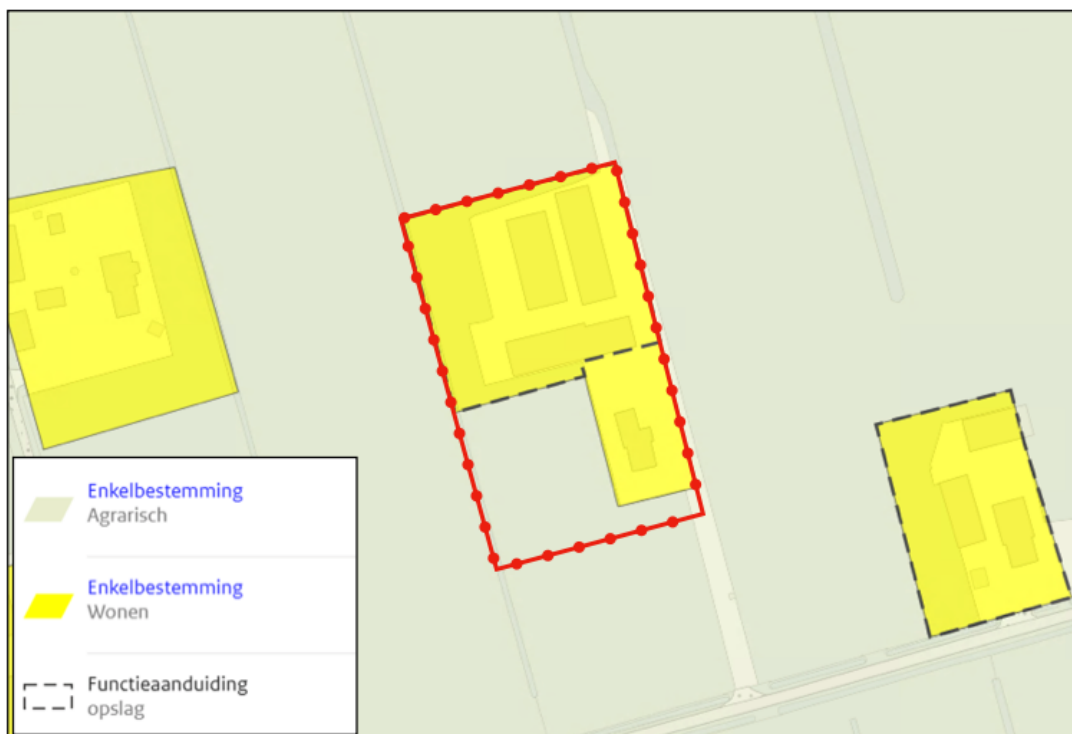 Enkelbestemming
Agrarisch
Enkelbestemming
Wonen
Functieaanduiding
opslag